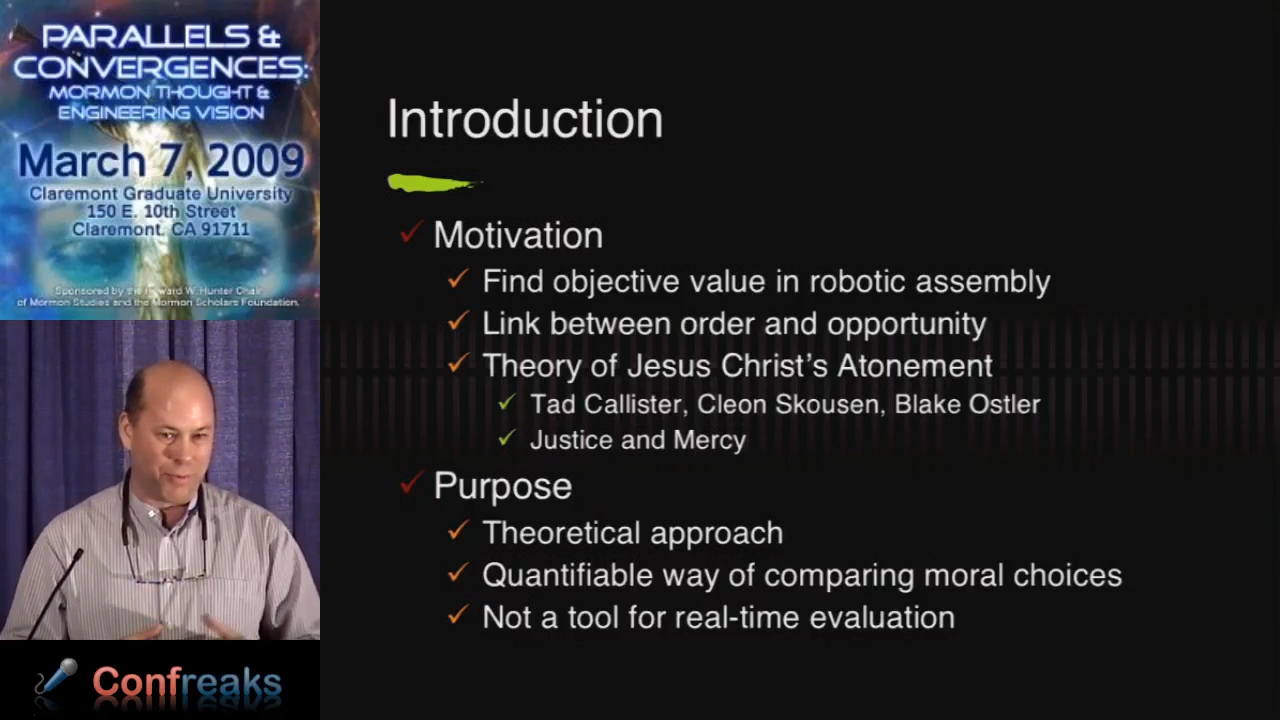 PARALLELS &
CONVERGENCES:
MORMON THOUGHT &
ENGINEERING VISION
March 7, 2009
Claremont Graduate University
150 E. 10th Street
Claremont, CA 91711
Sponsored by the Howard W. Hunter Chair
of Mormon Studies and the Mormon Scholars Foundation.
Confreaks
Introduction
Motivation
Find objective value in robotic assembly
Link between order and opportunity
Theory of Jesus Christ's Atonement
Tad Callister, Cleon Skousen, Blake Ostler
Justice and Mercy
Purpose
Theoretical approach
Quantifiable way of comparing moral choices
Not a tool for real-time evaluation